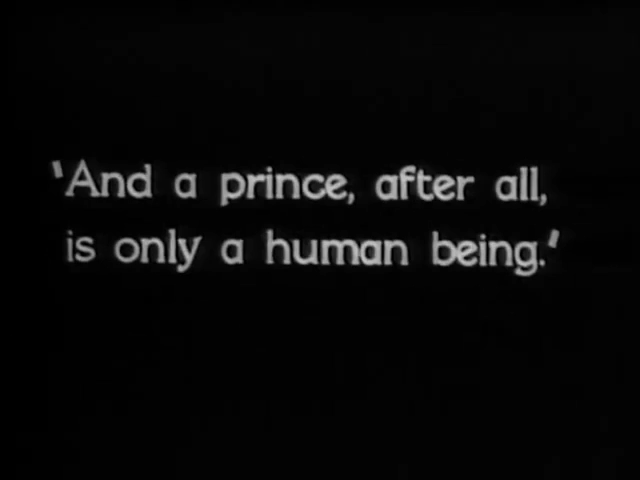 'And a prince, after all,
is only a human being.'